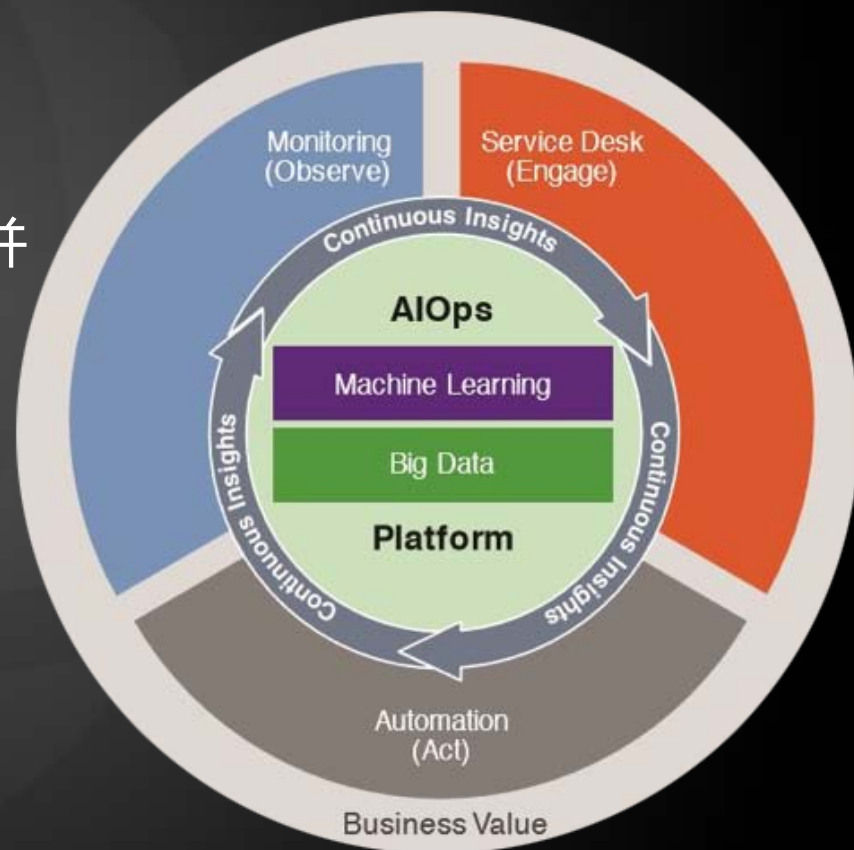 Monitoring
(Observe)
Service Desk
(Engage)
Continuous Insights
AIOps
Machine Learning
Big Data
Platform
Continuous Insights
Continuous Insights
Automation
(Act)
Business Value